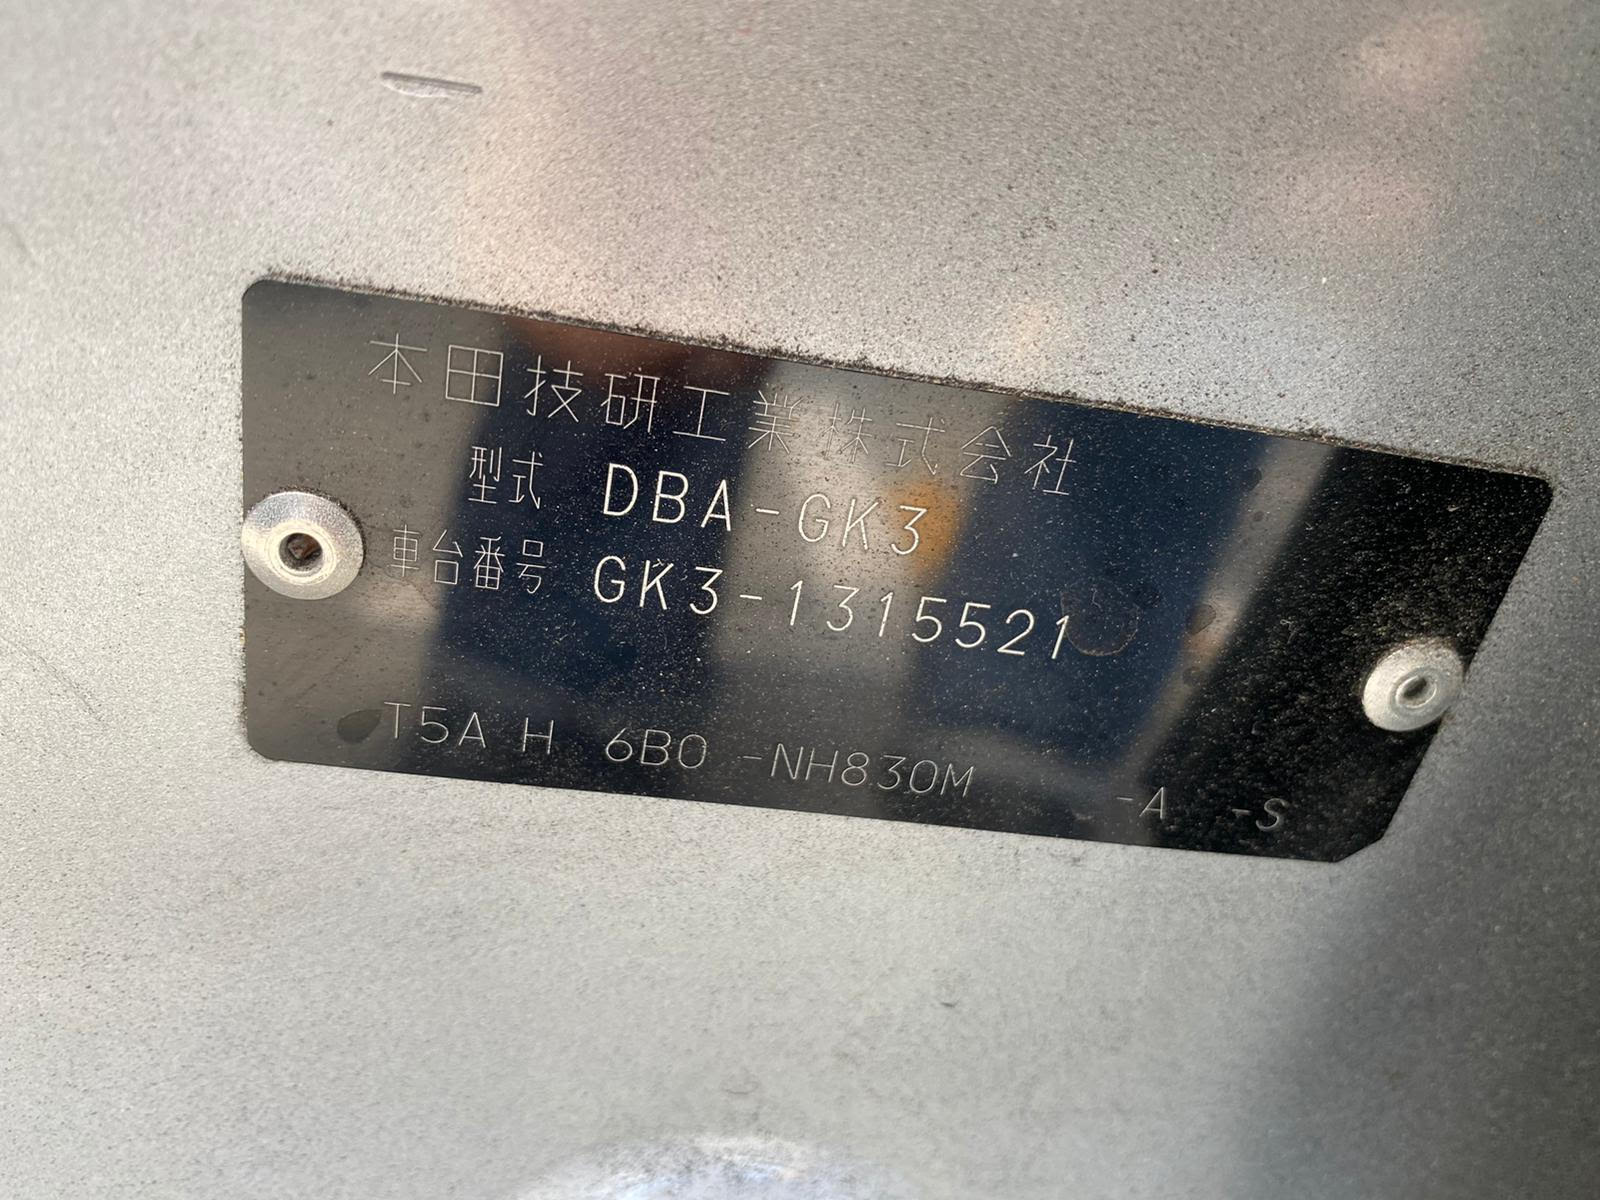 本田技研工業株式会社
型式 DBA-GK3
車台番号 GK3-1315521
T5A H 6B0 -NH830M -A -S